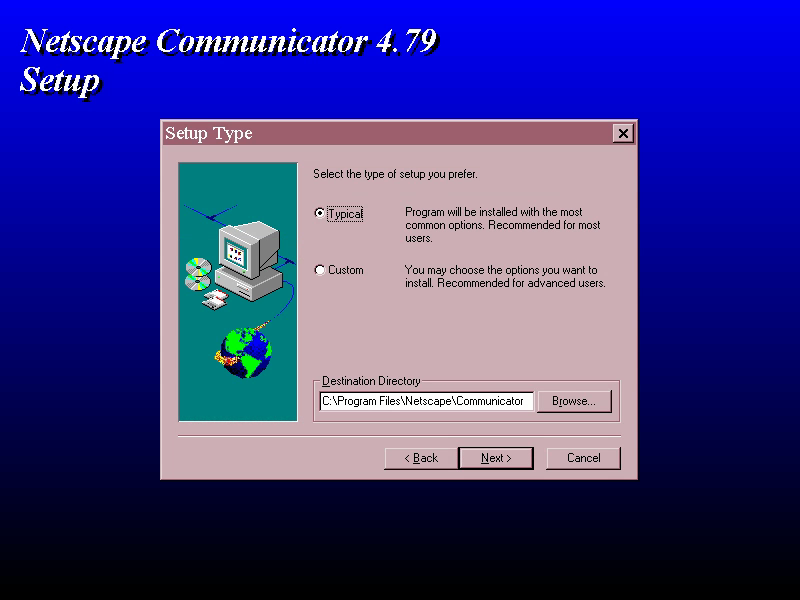 Netscape Communicator 4.79
Setup
Setup Type
Select the type of setup you prefer.
Typical
Program will be installed with the most
common options. Recommended for most
users.
Custom
You may choose the options you want to
install. Recommended for advanced users.
Destination Directory
C:\Program Files\Netscape\Communicator
Browse...
< Back
Next >
Cancel